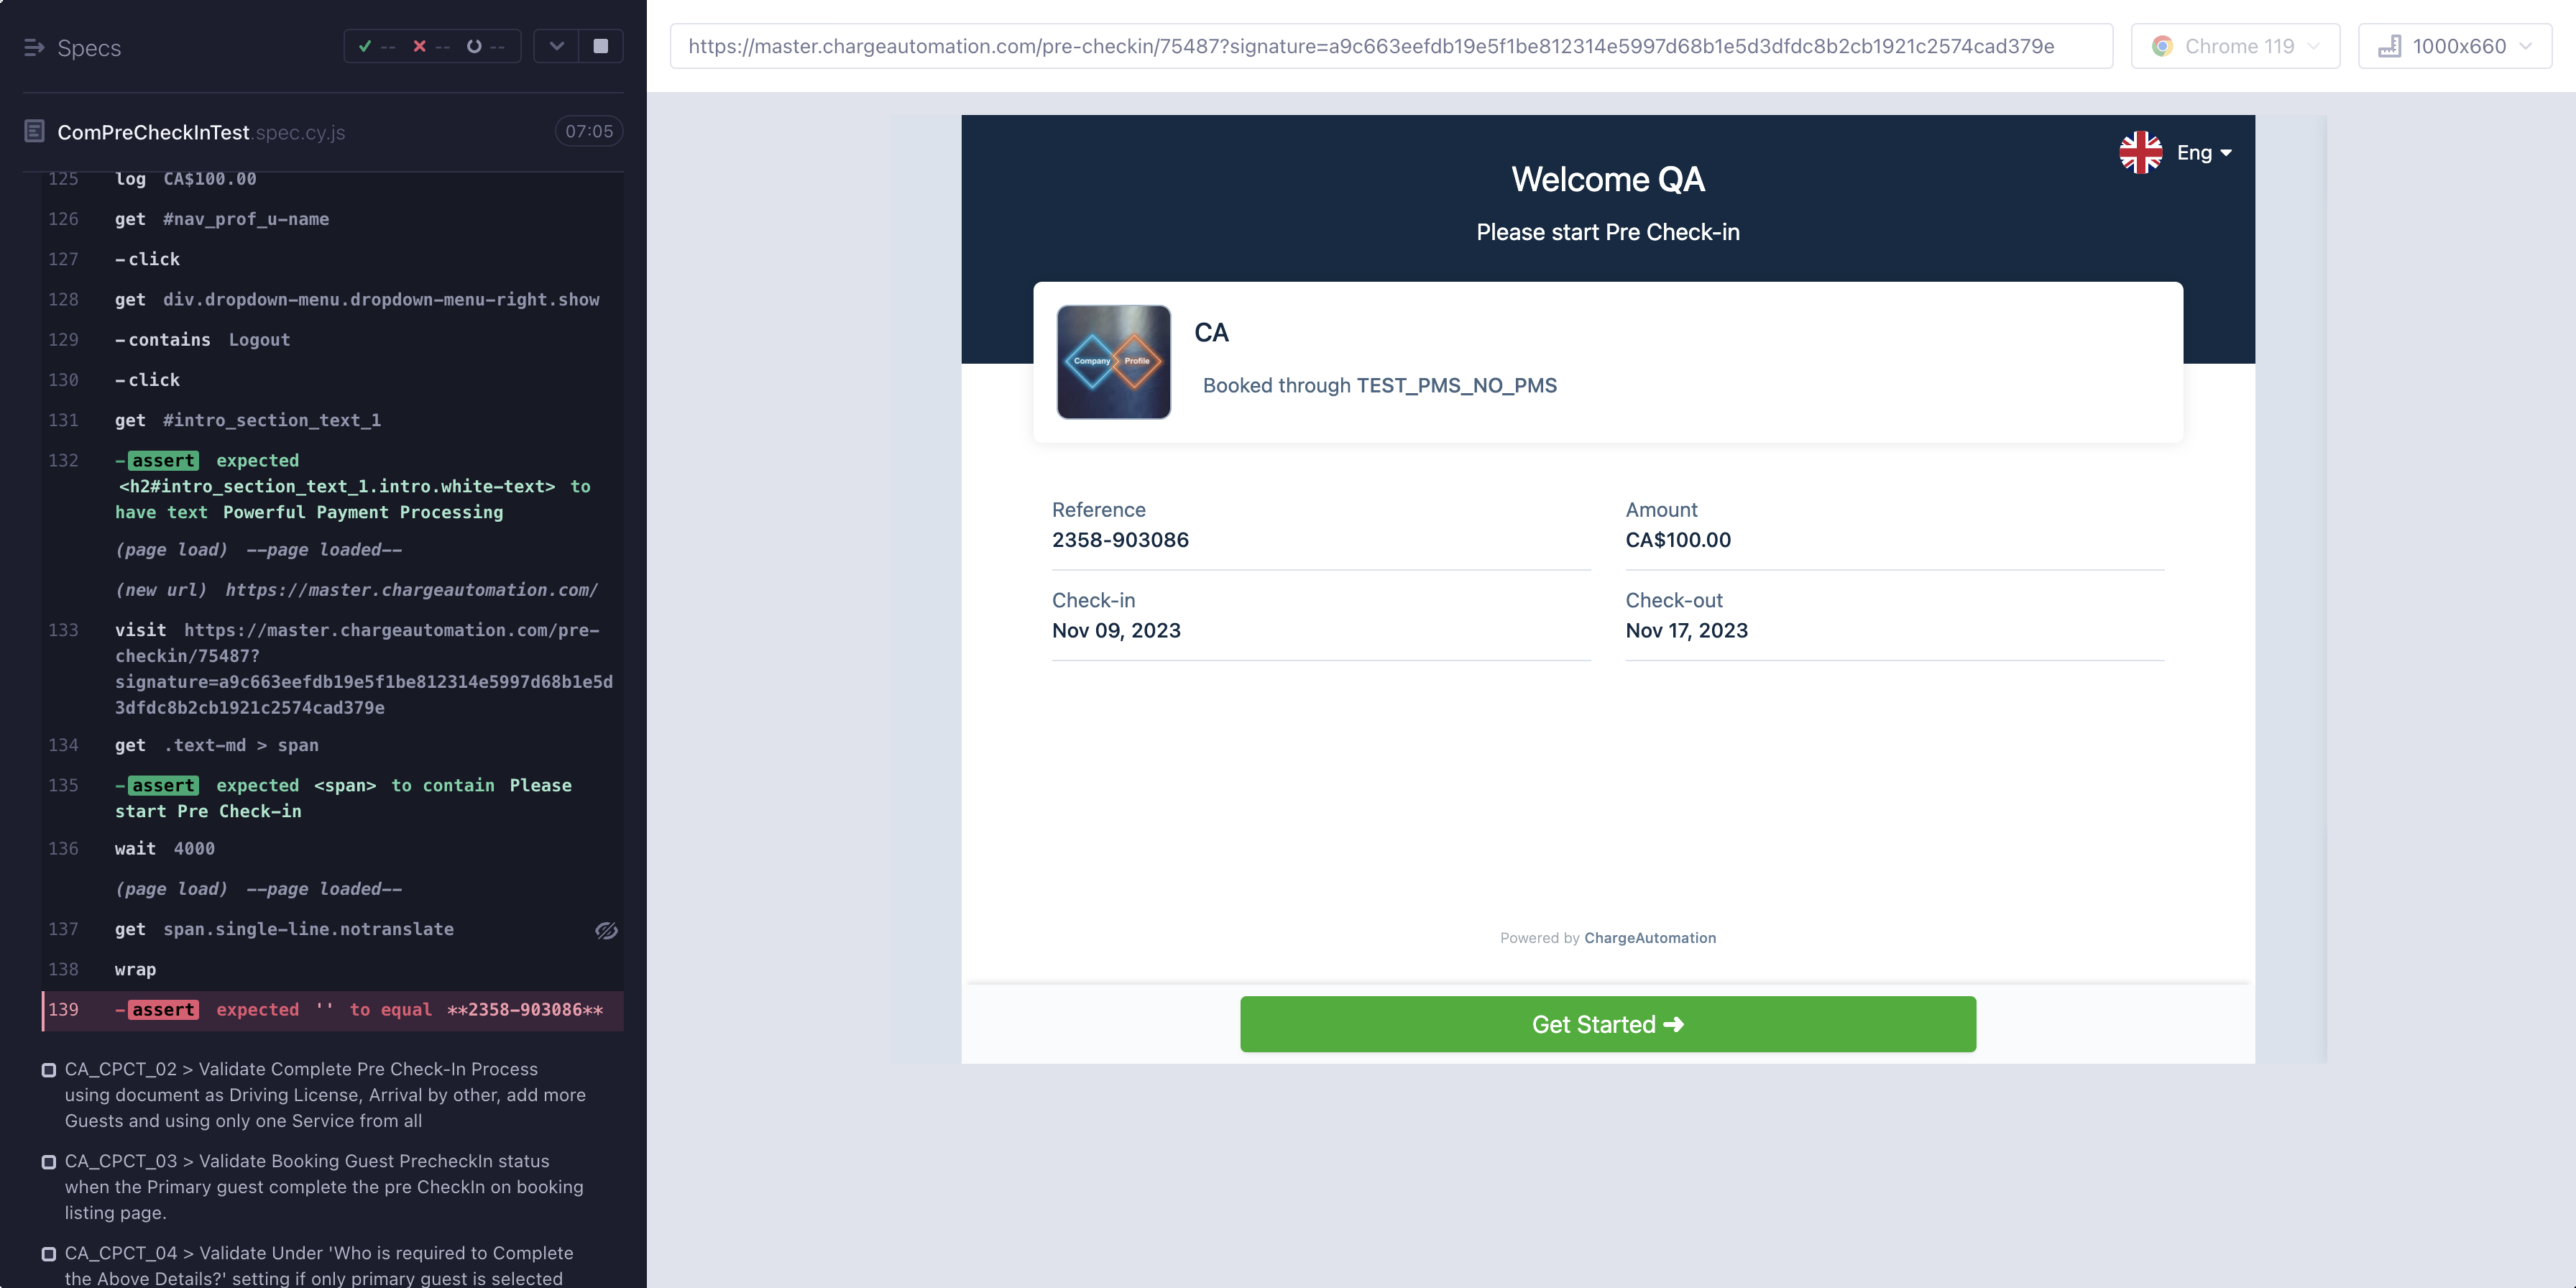 Specs
-- -- --
ComPreCheckInTest.spec.cy.js
07:05
125 log CA$100.00
126 get #nav_prof_u-name
127 -click
128 get div.dropdown-menu.dropdown-menu-right.show
129 -contains Logout
130 -click
131 get #intro_section_text_1
132 -assert expected
<h2#intro_section_text_1.intro.white-text> to
have text Powerful Payment Processing
(page load) --page loaded--
(new url) https://master.chargeautomation.com/
133 visit https://master.chargeautomation.com/pre-
checkin/75487?
signature=a9c663eefdb19e5f1be812314e5997d68b1e5d
3dfdc8b2cb1921c2574cad379e
134 get .text-md > span
135 -assert expected <span> to contain Please
start Pre Check-in
136 wait 4000
(page load) --page loaded--
137 get span.single-line.notranslate
138 wrap
139 -assert expected '' to equal **2358-903086**
CA_CPCT_02 > Validate Complete Pre Check-In Process
using document as Driving License, Arrival by other, add more
Guests and using only one Service from all
CA_CPCT_03 > Validate Booking Guest PrecheckIn status
when the Primary guest complete the pre CheckIn on booking
listing page.
CA_CPCT_04 > Validate Under 'Who is required to Complete
the Above Details?' setting if only primary guest is selected
https://master.chargeautomation.com/pre-checkin/75487?signature=a9c663eefdb19e5f1be812314e5997d68b1e5d3dfdc8b2cb1921c2574cad379e
Chrome 119
1000x660
Eng
Welcome QA
Please start Pre Check-in
Company Profile
CA
Booked through TEST_PMS_NO_PMS
Reference
2358-903086
Amount
CA$100.00
Check-in
Nov 09, 2023
Check-out
Nov 17, 2023
Powered by ChargeAutomation
Get Started